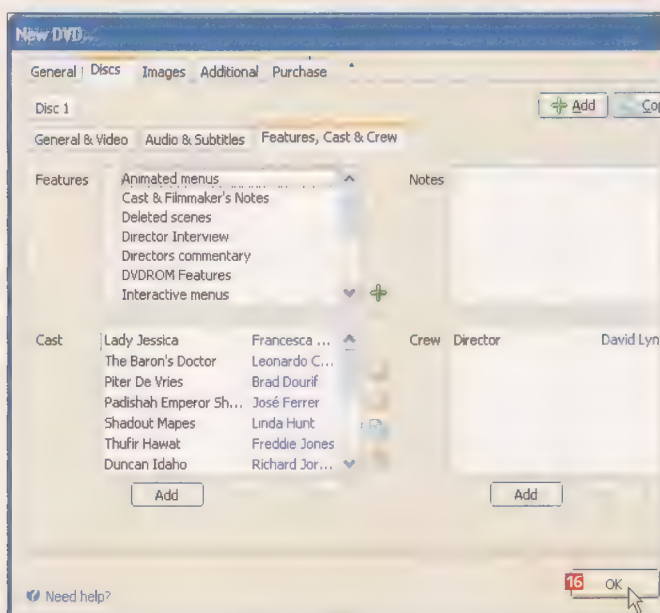 New DVD...
General Discs Images Additional Purchase
Disc 1
Add Co
General & Video Audio & Subtitles Features, Cast & Crew
Features Animated menus Notes
Cast & Filmmaker's Notes
Deleted scenes
Director Interview
Directors commentary
DVDROM Features
Interactive menus
Cast Lady Jessica Francesca ... Crew Director David Lyn
The Baron's Doctor Leonardo C...
Piter De Vries Brad Dourif
Padishah Emperor Sh... José Ferrer
Shadout Mapes Linda Hunt
Thufir Hawat Freddie Jones
Duncan Idaho Richard Jor...
Add Add
16 OK
Need help?